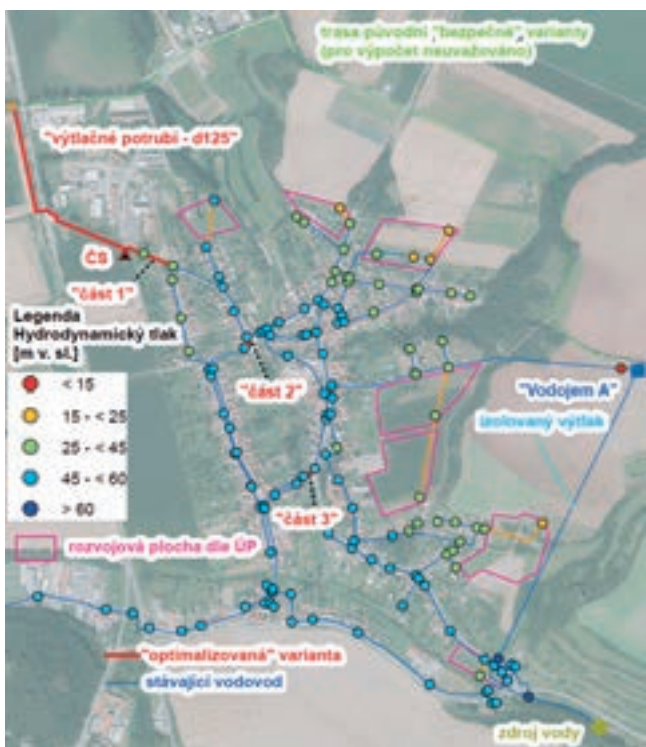 trasa původní "bezpečné" varianty
(pro výpočet neuvažováno)
"výtlačné potrubí - d125"
ČS
"část 1"
Legenda
Hydrodynamický tlak
[m v. sl.]
< 15
15 - < 25
25 - < 45
45 - < 60
> 60
rozvojová plocha dle ÚP
"část 2"
"Vodojem A"
izolovaný výtlak
"část 3"
"optimalizovaná" varianta
stávající vodovod
zdroj vody